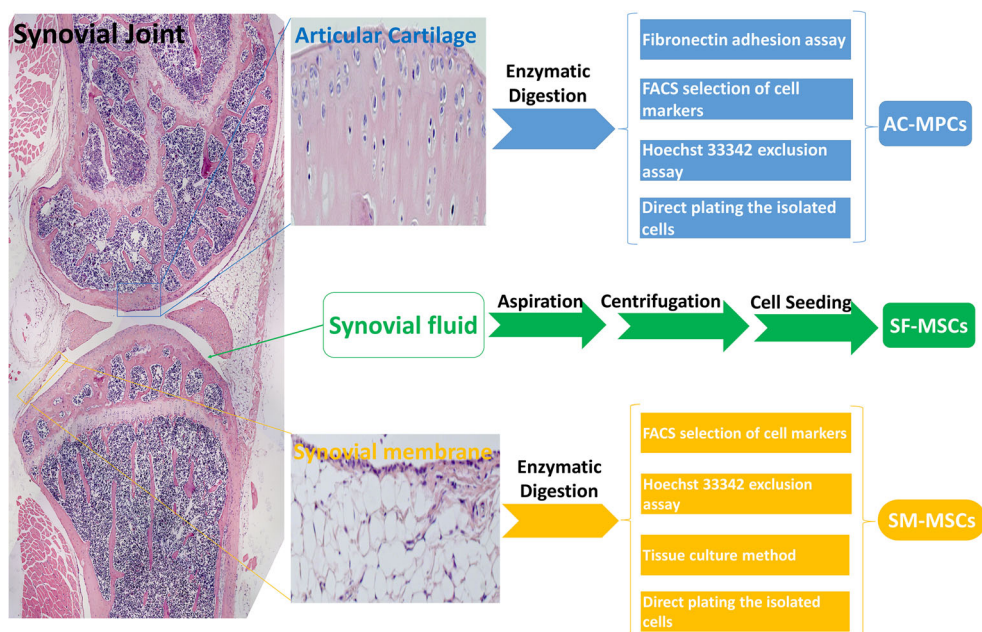 Synovial Joint
Articular Cartilage
Enzymatic
Digestion
Fibronectin adhesion assay
FACS selection of cell
markers
Hoechst 33342 exclusion
assay
Direct plating the isolated
cells
AC-MPCs
Synovial fluid
Aspiration
Centrifugation
Cell Seeding
SF-MSCs
Synovial membrane
Enzymatic
Digestion
FACS selection of cell markers
Hoechst 33342 exclusion
assay
Tissue culture method
Direct plating the isolated
cells
SM-MSCs